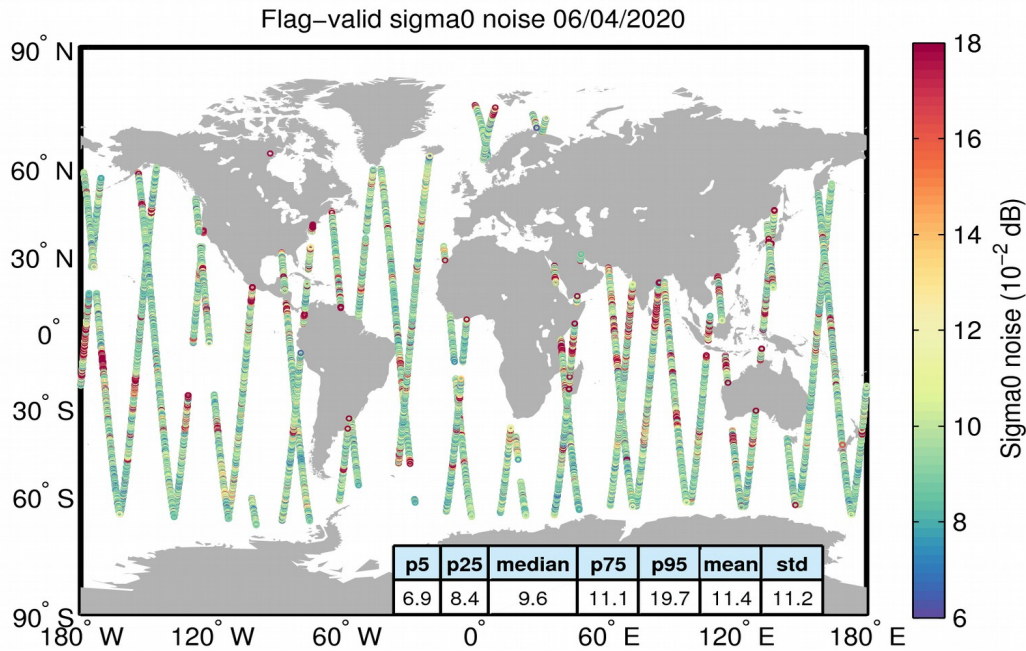 Flag−valid sigma0 noise 06/04/2020
90° N
60° N
30° N
0°
30° S
60° S
90° S
180° W
120° W
60° W
0°
60° E
120° E
180° E
p5 p25 median p75 p95 mean std
6.9 8.4 9.6 11.1 19.7 11.4 11.2
18
16
14
12
10
8
6
Sigma0 noise (10⁻² dB)